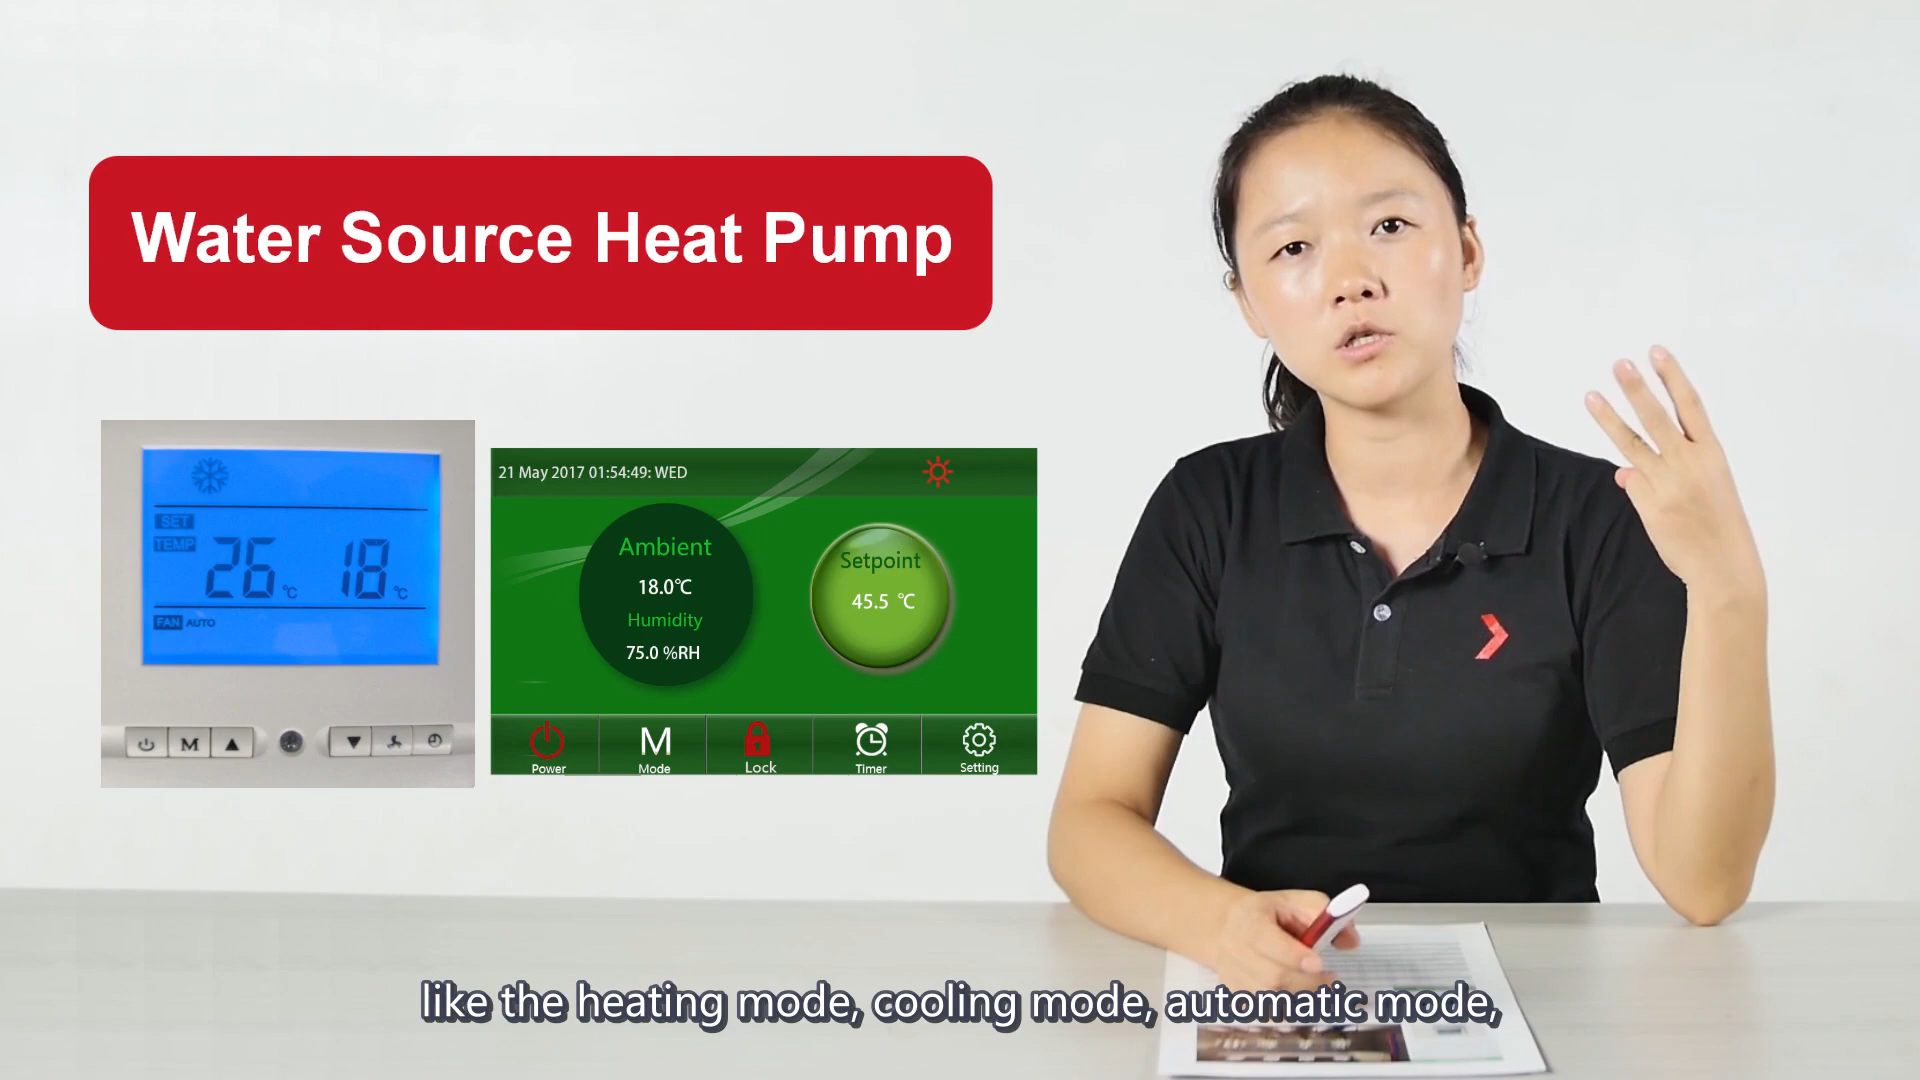 Water Source Heat Pump
SET
TEMP
26 ℃ 18 ℃
FAN AUTO
M
21 May 2017 01:54:49: WED
Ambient
18.0℃
Humidity
75.0 %RH
Setpoint
45.5 ℃
M
Power
Mode
Lock
Timer
Setting
like the heating mode, cooling mode, automatic mode,